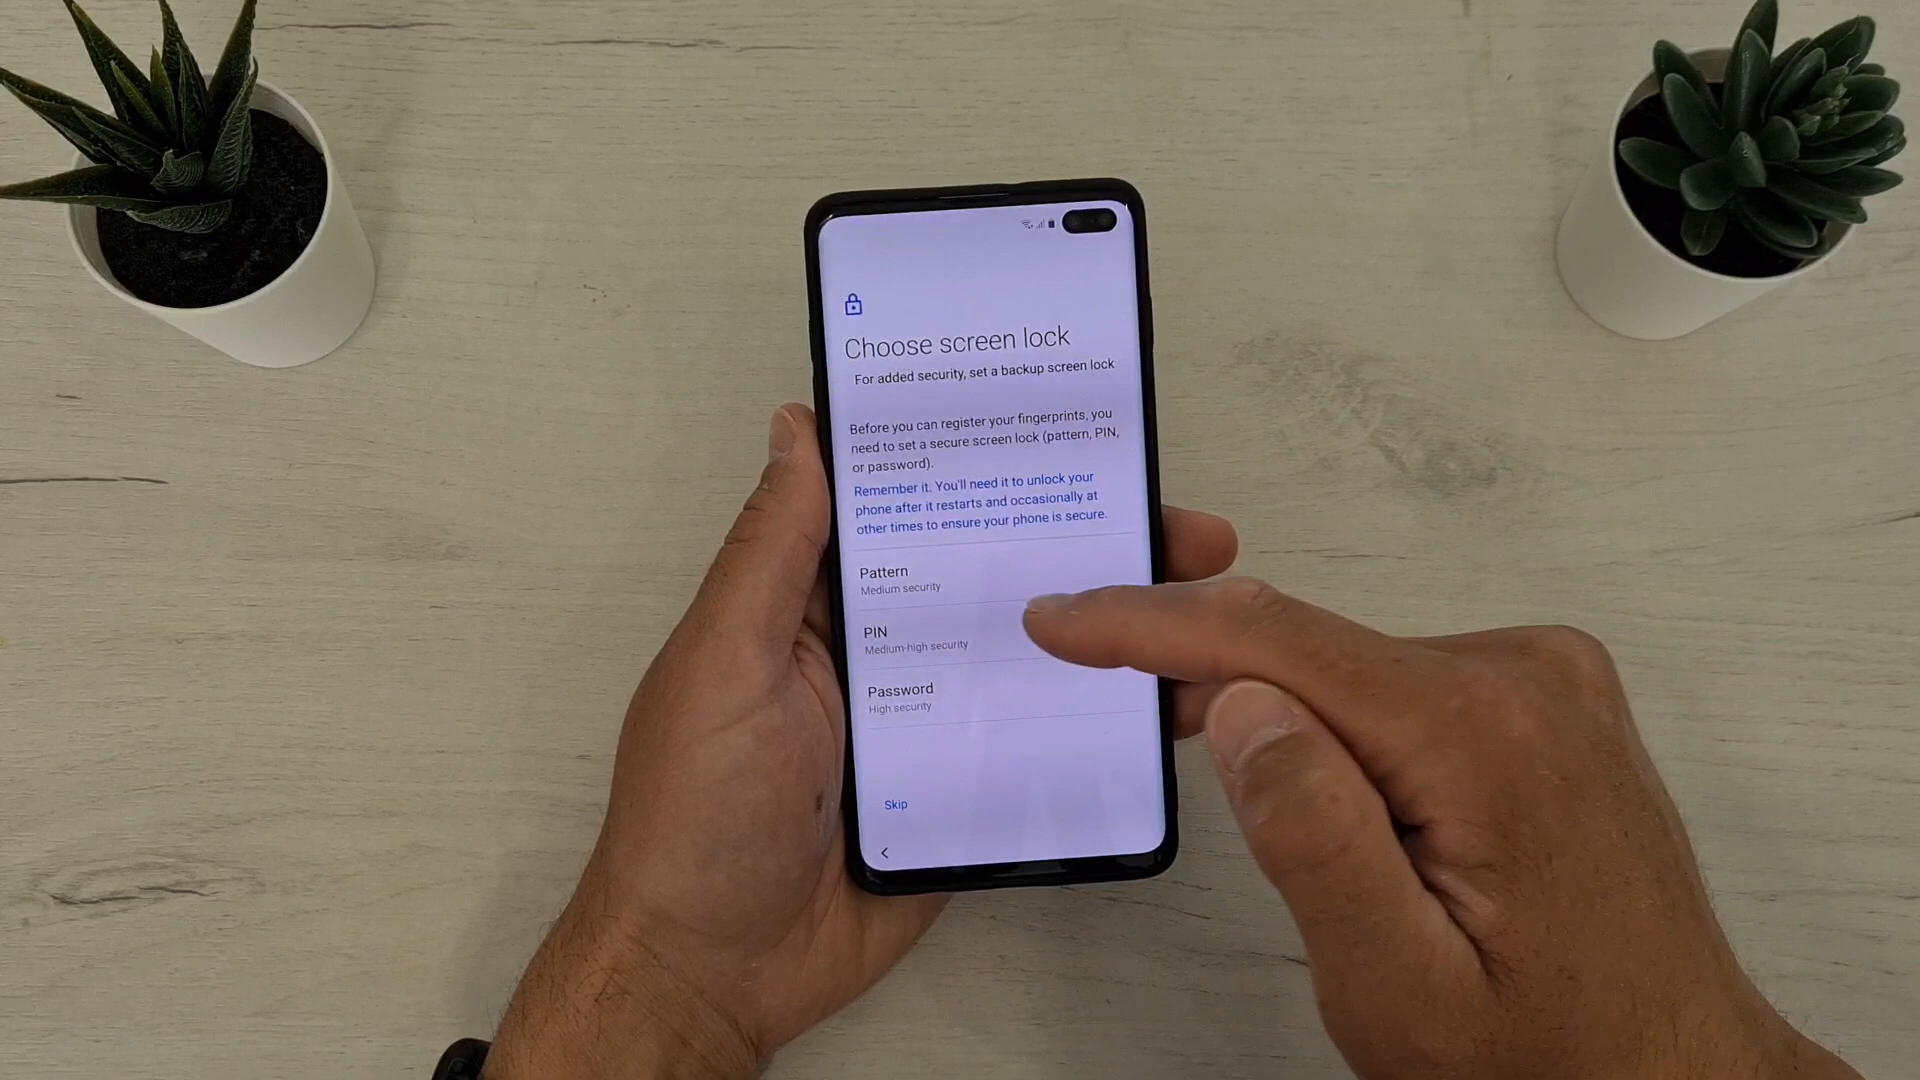 Choose screen lock
For added security, set a backup screen lock
Before you can register your fingerprints, you
need to set a secure screen lock (pattern, PIN,
or password).
Remember it. You'll need it to unlock your
phone after it restarts and occasionally at
other times to ensure your phone is secure.
Pattern
Medium security
PIN
Medium-high security
Password
High security
Skip